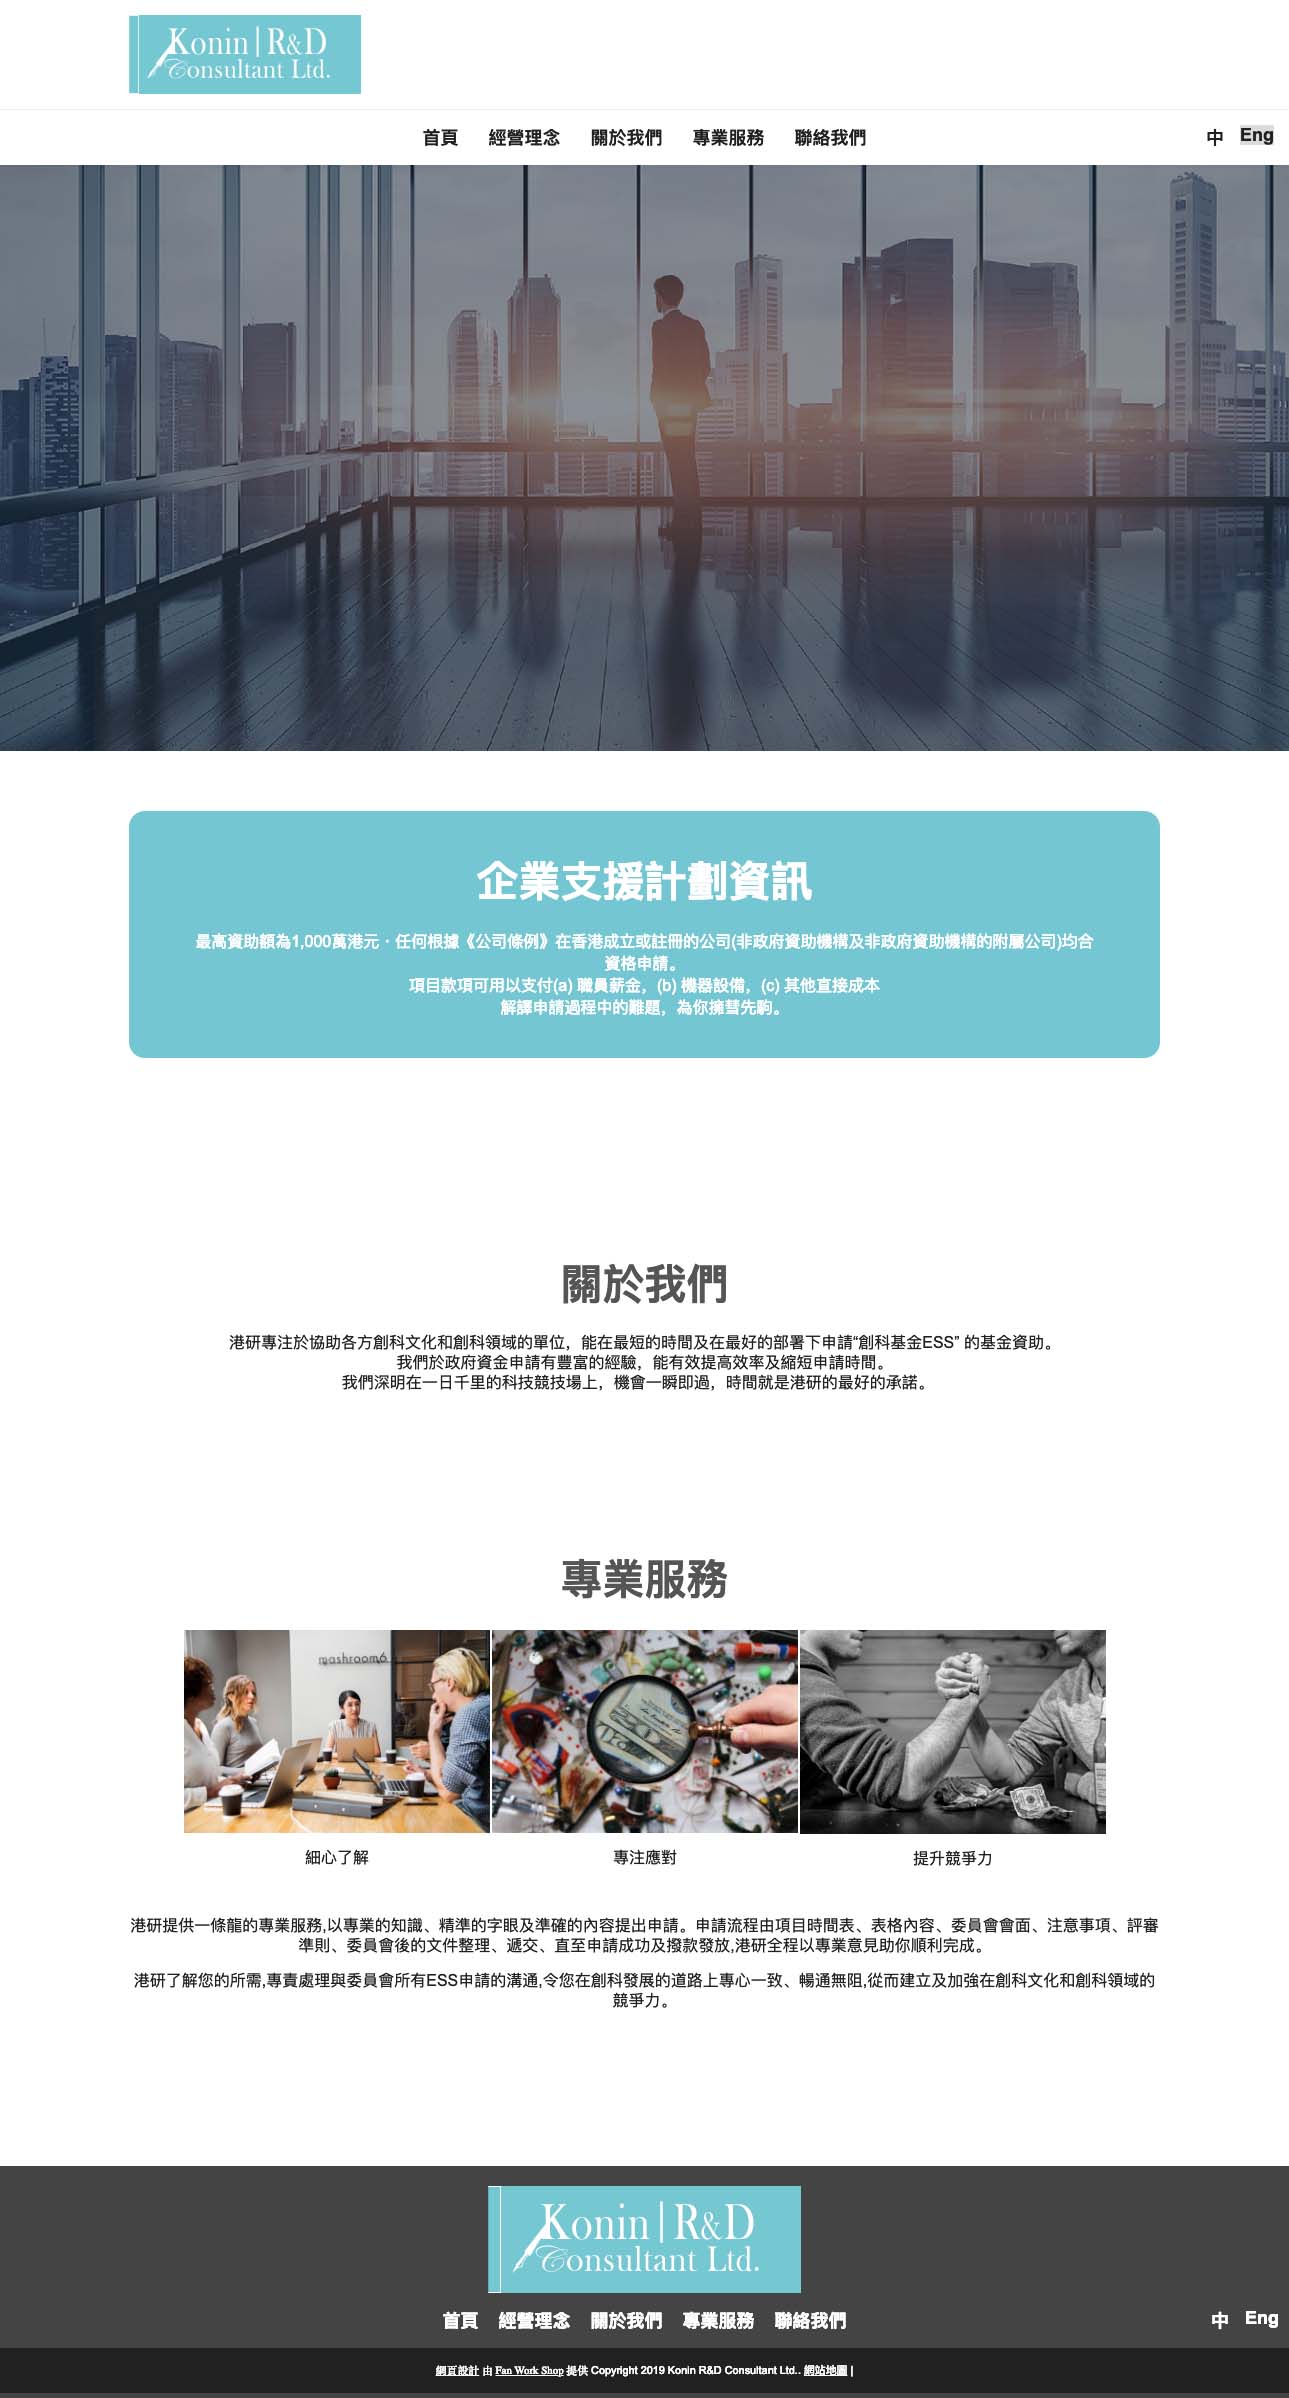 Konin | R&D
Consultant Ltd.
首頁 經營理念 關於我們 專業服務 聯絡我們 中 Eng
企業支援計劃資訊
最高資助額為1,000萬港元．任何根據《公司條例》在香港成立或註冊的公司(非政府資助機構及非政府資助機構的附屬公司)均合
資格申請。
項目款項可用以支付(a) 職員薪金，(b) 機器設備，(c) 其他直接成本
解譯申請過程中的難題，為你擁彗先駒。
關於我們
港研專注於協助各方創科文化和創科領域的單位，能在最短的時間及在最好的部署下申請“創科基金ESS” 的基金資助。
我們於政府資金申請有豐富的經驗，能有效提高效率及縮短申請時間。
我們深明在一日千里的科技競技場上，機會一瞬即過，時間就是港研的最好的承諾。
專業服務
mashroom6
細心了解 專注應對 提升競爭力
港研提供一條龍的專業服務,以專業的知識、精準的字眼及準確的內容提出申請。申請流程由項目時間表、表格內容、委員會會面、注意事項、評審
準則、委員會後的文件整理、遞交、直至申請成功及撥款發放,港研全程以專業意見助你順利完成。
港研了解您的所需,專責處理與委員會所有ESS申請的溝通,令您在創科發展的道路上專心一致、暢通無阻,從而建立及加強在創科文化和創科領域的
競爭力。
Konin | R&D
Consultant Ltd.
首頁 經營理念 關於我們 專業服務 聯絡我們 中 Eng
網頁設計 由 Fan Work Shop 提供 Copyright 2019 Konin R&D Consultant Ltd.. 網站地圖 |